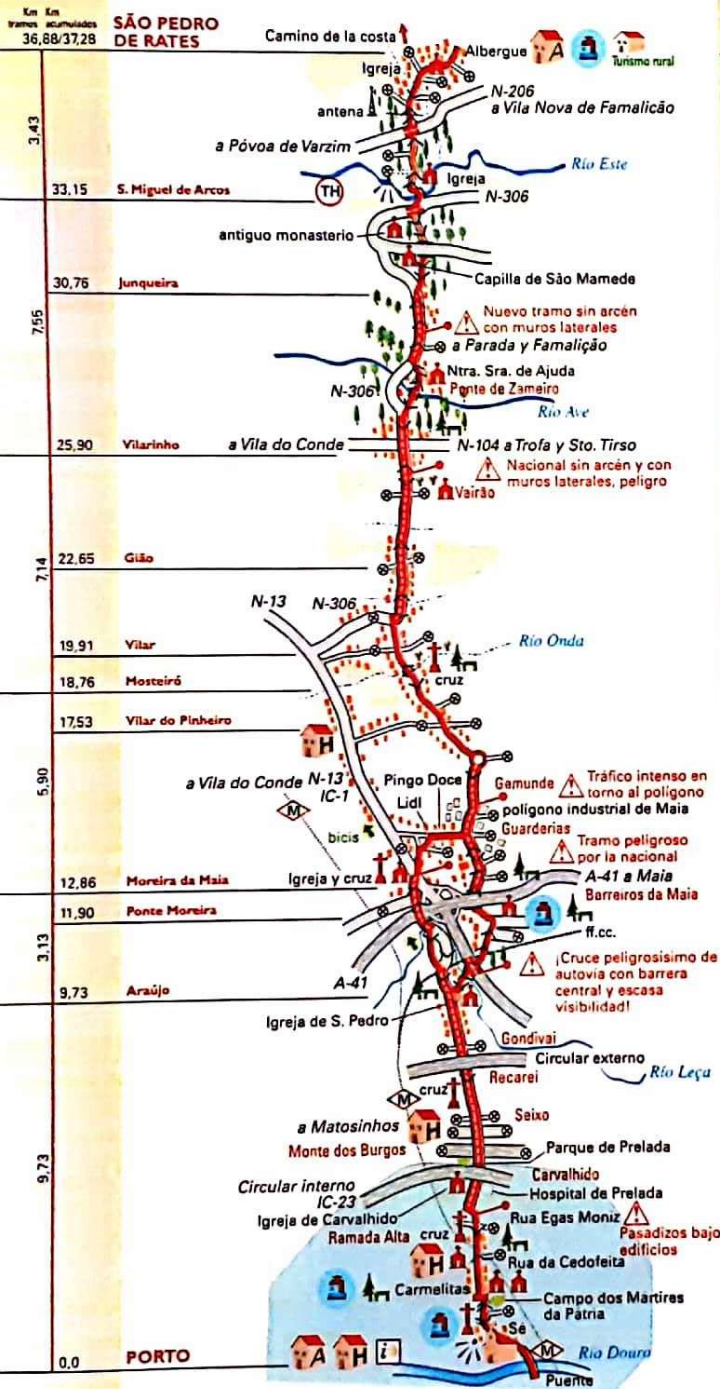 Km Km
tramos acumulados
36,88/37,28
SÃO PEDRO
DE RATES
Camino de la costa
Albergue
A
Turismo rural
Igreja
N-206
a Vila Nova de Famalicão
antena
3,43
a Póvoa de Varzim
Río Este
Igreja
33,15 S. Miguel de Arcos
TH
N-306
antiguo monasterio
Capilla de São Mamede
30,76 Junqueira
7,55
Nuevo tramo sin arcén
con muros laterales
a Parada y Famalição
Ntra. Sra. de Ajuda
N-306
Ponte de Zameiro
Río Ave
25,90 Vilarinho
a Vila do Conde
N-104 a Trofa y Sto. Tirso
Nacional sin arcén y con
muros laterales, peligro
Vairão
7,14
22,65 Gião
N-13
N-306
Río Onda
19,91 Vilar
cruz
18,76 Mosteiró
17,53 Vilar do Pinheiro
H
5,90
a Vila do Conde
N-13
IC-1
M
Pingo Doce
Lidl
Gemunde
Tráfico intenso en
torno al polígono
polígono industrial de Maia
bicis
Guarderias
Tramo peligroso
por la nacional
Igreja y cruz
A-41 a Maia
12,86 Moreira da Maia
Barreiros da Maia
11,90 Ponte Moreira
ff.cc.
3,13
A-41
¡Cruce peligrosisimo de
autovía con barrera
central y escasa
visibilidad!
9,73 Araújo
Igreja de S. Pedro
Gondivai
Circular externo
Río Leça
Recarei
M
cruz
Seixo
a Matosinhos
H
Monte dos Burgos
Parque de Prelada
9,73
Carvalhido
Circular interno
IC-23
Hospital de Prelada
Igreja de Carvalhido
Rua Egas Moniz
Ramada Alta
cruz
Pasadizos bajo
edificios
H
Rua da Cedofeita
Carmelitas
Campo dos Martires
da Pátria
Sé
0,0 PORTO
A
H
i
M
Río Douro
Puente